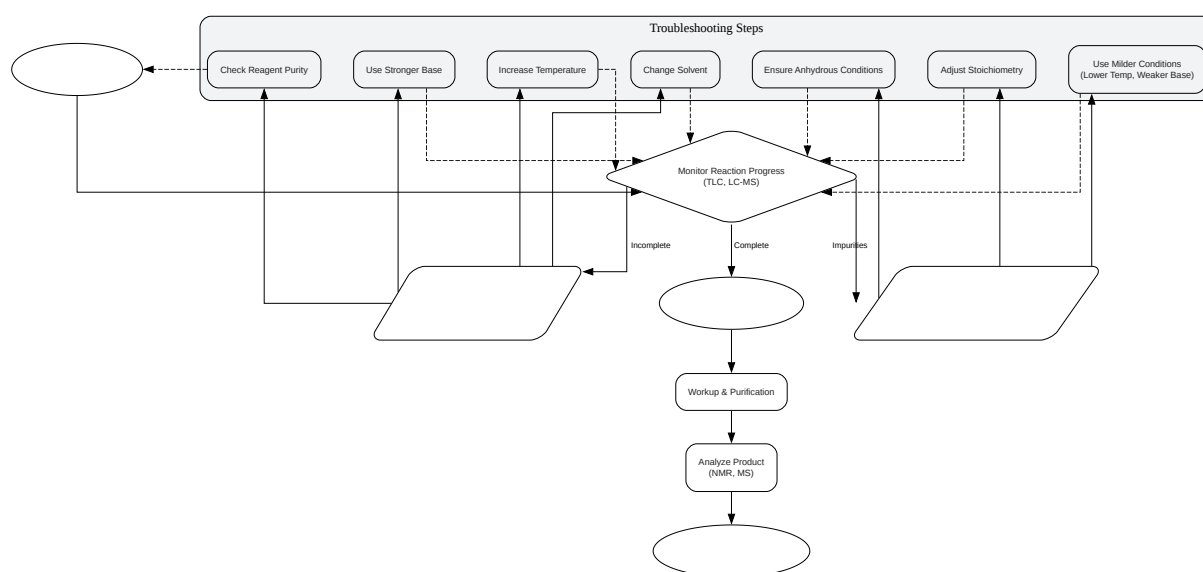 Troubleshooting Steps
Check Reagent Purity
Use Stronger Base
Increase Temperature
Change Solvent
Ensure Anhydrous Conditions
Adjust Stoichiometry
Use Milder Conditions
(Lower Temp, Weaker Base)
Monitor Reaction Progress
(TLC, LC-MS)
Incomplete
Complete
Impurities
Workup & Purification
Analyze Product
(NMR, MS)